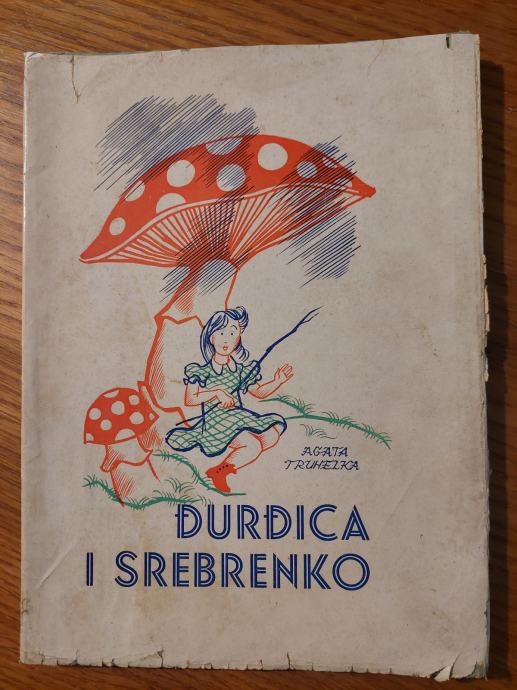 AGATA
TRUHELKA
ĐURĐICA
I SREBRENKO